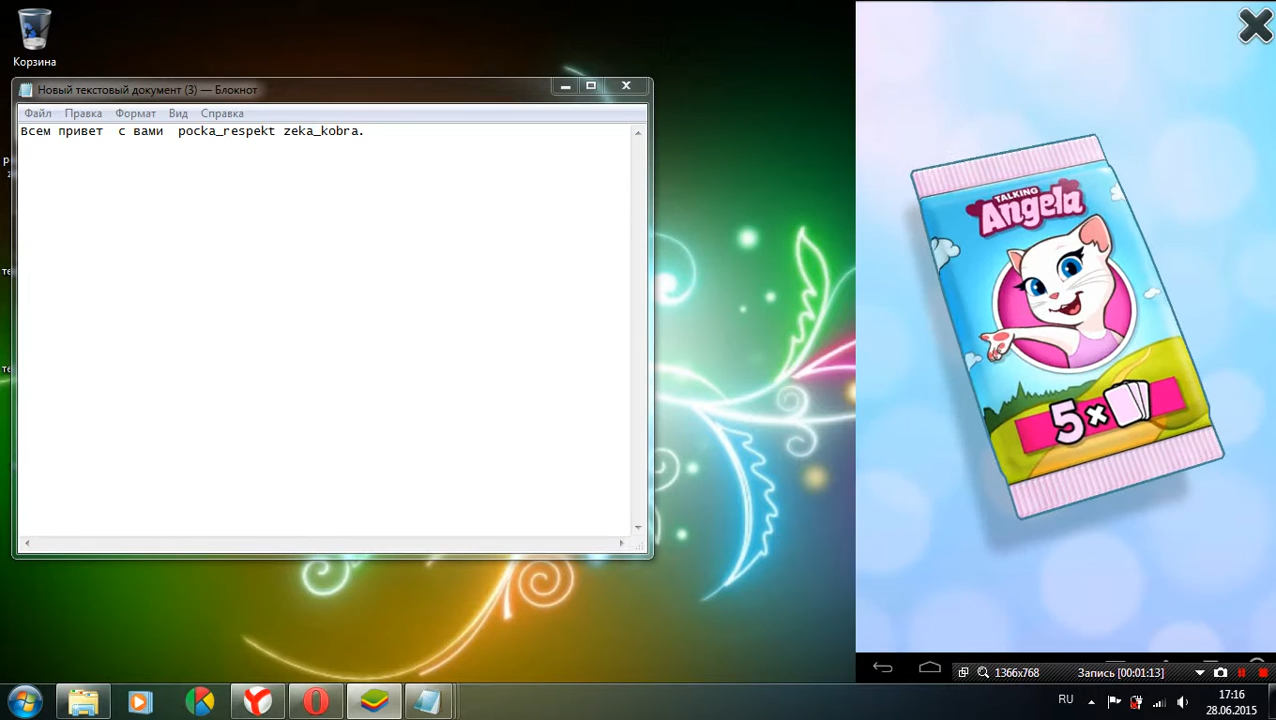 Корзина
Новый текстовый документ (3) — Блокнот
Файл Правка Формат Вид Справка
Всем привет с вами pocka_respekt zeka_kobra.
TALKING
Angela
5×
1366x768 Запись [00:01:13]
RU
17:16
28.06.2015